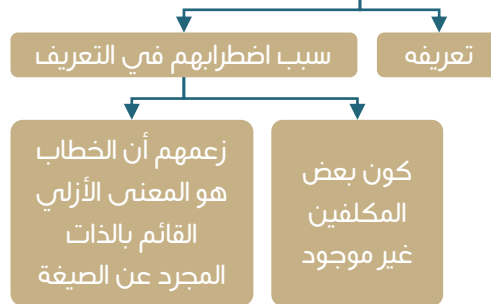 تعريفه
سبب اضطرابهم في التعريف
كون بعض
المكلفين
غير موجود
زعمهم أن الخطاب
هو المعنى الأزلي
القائم بالذات
المجرد عن الصيغة